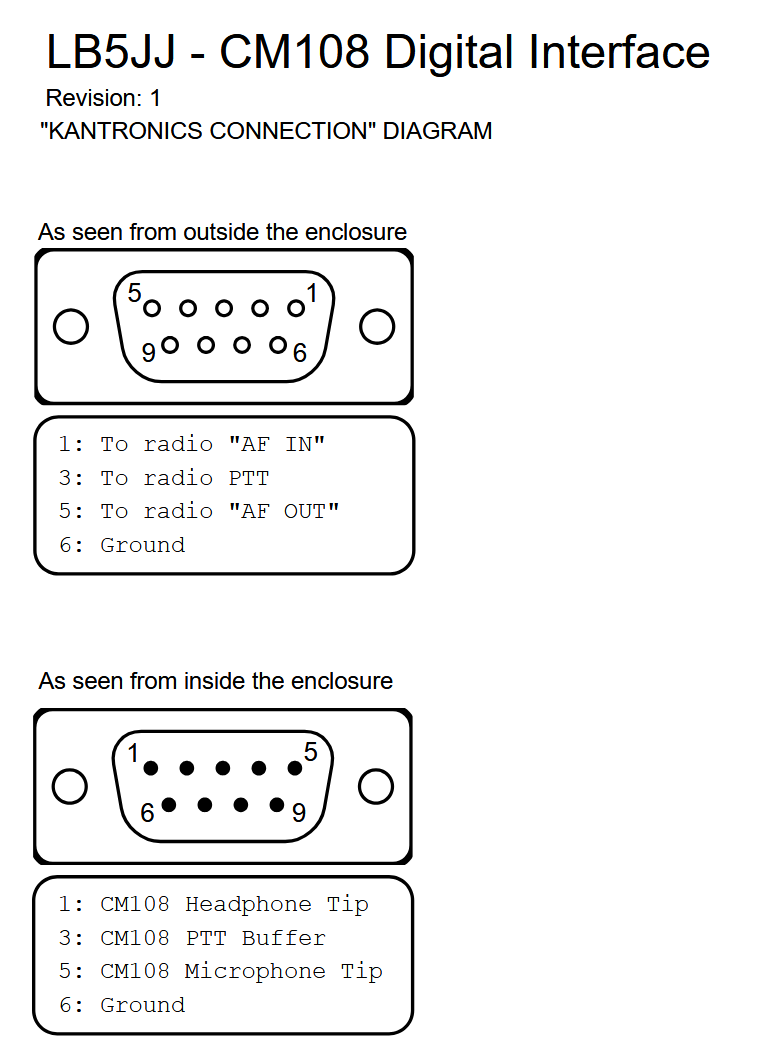 LB5JJ - CM108 Digital Interface
Revision: 1
"KANTRONICS CONNECTION" DIAGRAM
As seen from outside the enclosure
5 1
9 6
1: To radio "AF IN"
3: To radio PTT
5: To radio "AF OUT"
6: Ground
As seen from inside the enclosure
1 5
6 9
1: CM108 Headphone Tip
3: CM108 PTT Buffer
5: CM108 Microphone Tip
6: Ground